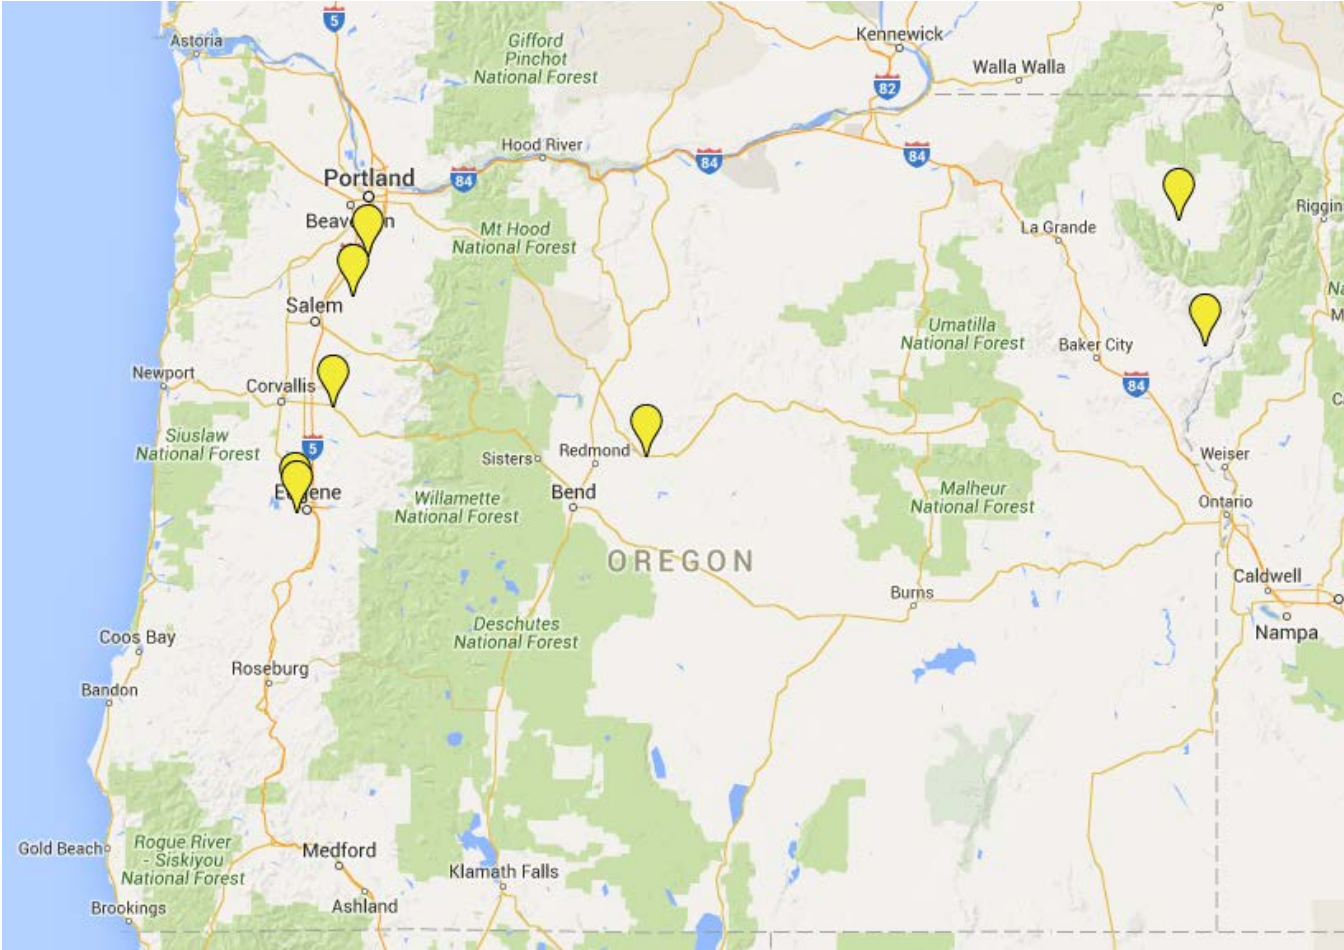 5
Astoria
Gifford
Pinchot
National Forest
Kennewick
Walla Walla
82
Hood River
84
84
84
Portland
Mt Hood
National Forest
La Grande
Riggin
Salem
Umatilla
National Forest
Baker City
Newport
Corvallis
84
Siuslaw
National Forest
5
Sisters
Redmond
Weiser
Bend
Willamette
National Forest
Malheur
National Forest
Ontario
OREGON
Caldwell
Burns
Nampa
Coos Bay
Deschutes
National Forest
Roseburg
Bandon
Gold Beach
Rogue River
- Siskiyou
National Forest
Medford
Klamath Falls
Ashland
Brookings